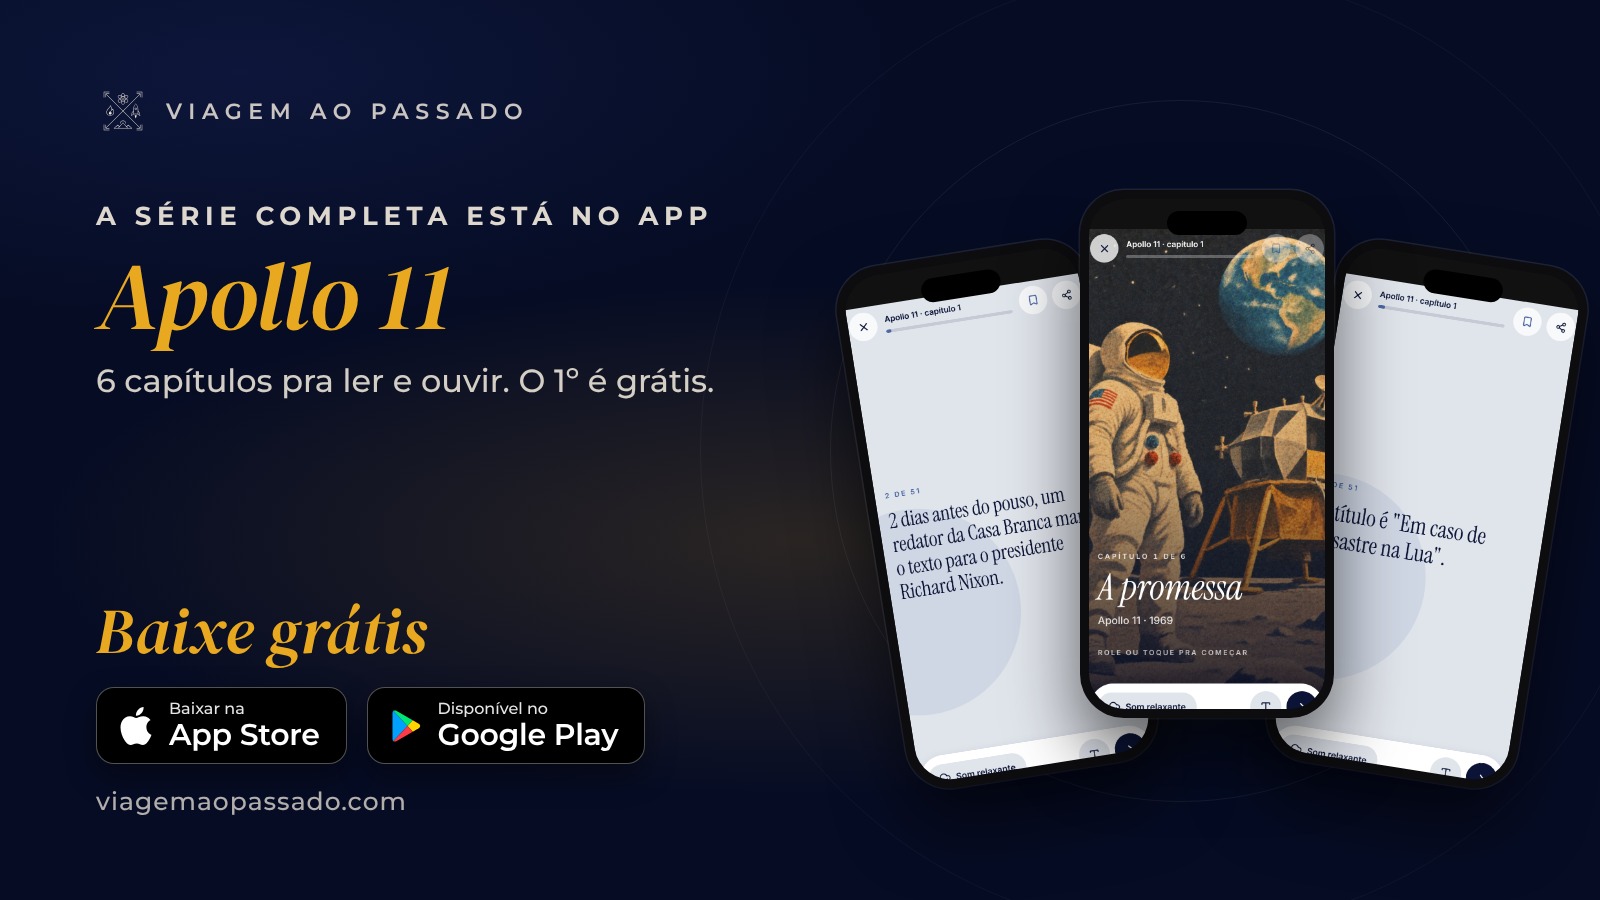 VIAGEM AO PASSADO
A SÉRIE COMPLETA ESTÁ NO APP
Apollo 11
6 capítulos pra ler e ouvir. O 1º é grátis.
Baixe grátis
Baixar na
App Store
Disponível no
Google Play
viagemaopassado.com
Apollo 11 · capítulo 1
2 DE 51
2 dias antes do pouso, um
redator da Casa Branca
o texto para o presidente
Richard Nixon.
Som relaxante
Apollo 11 · capítulo 1
CAPÍTULO 1 DE 6
A promessa
Apollo 11 · 1969
ROLE OU TOQUE PRA COMEÇAR
Som relaxante
T
Apollo 11 · capítulo 1
DE 51
título é "Em caso de
na Lua".
Som relaxante
T